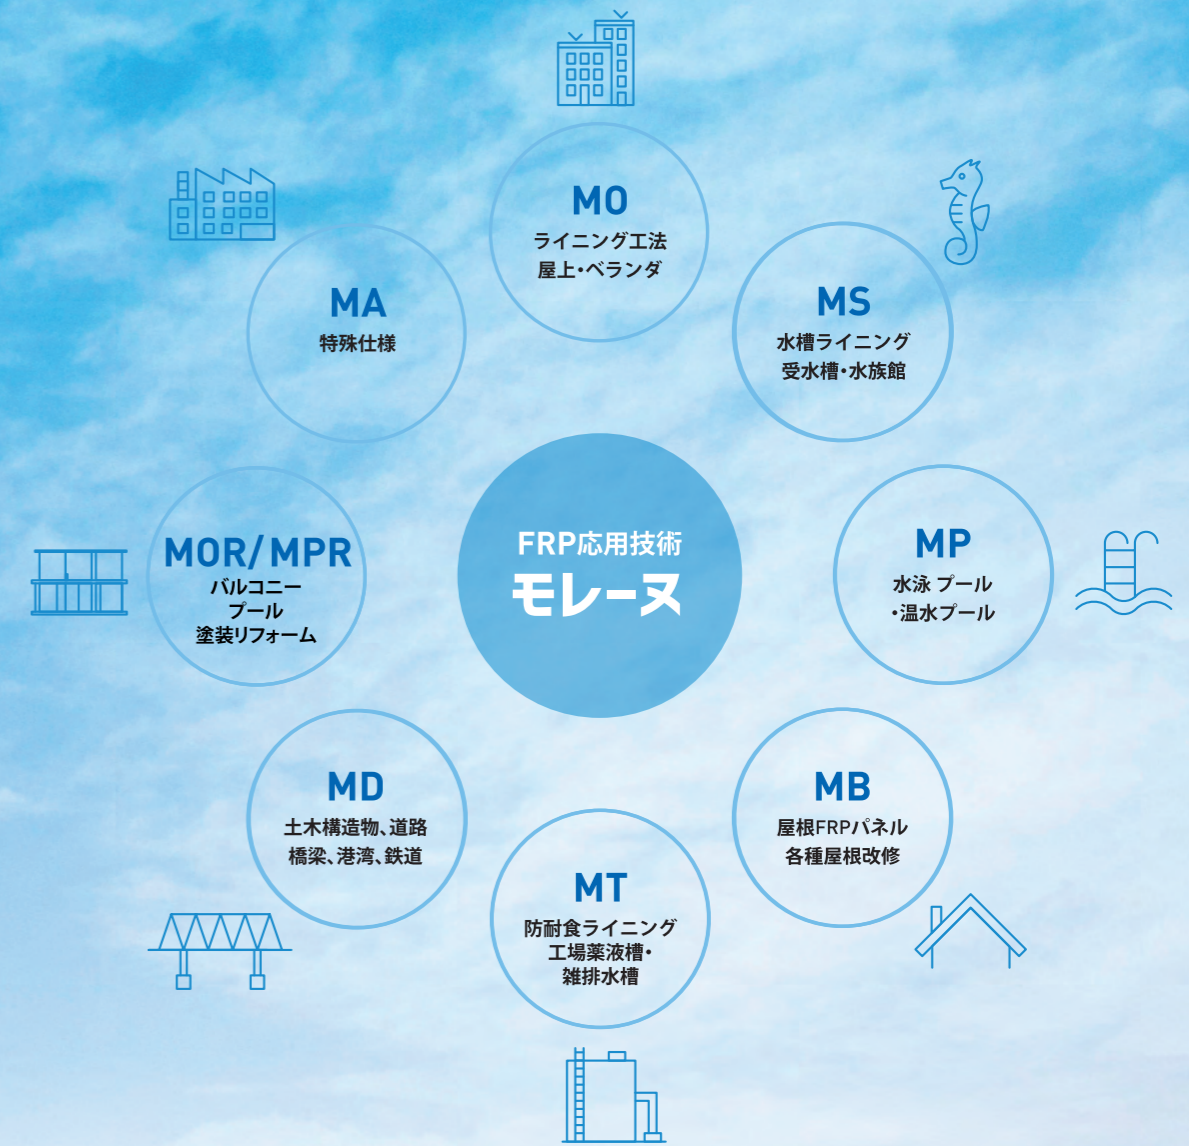 MO
ライニング工法
屋上・ベランダ
MS
水槽ライニング
受水槽・水族館
MA
特殊仕様
FRP応用技術
モレーヌ
MP
水泳 プール
・温水プール
MOR/MPR
バルコニー
プール
塗装リフォーム
MD
土木構造物、道路
橋梁、港湾、鉄道
MB
屋根FRPパネル
各種屋根改修
MT
防耐食ライニング
工場薬液槽・
雑排水槽